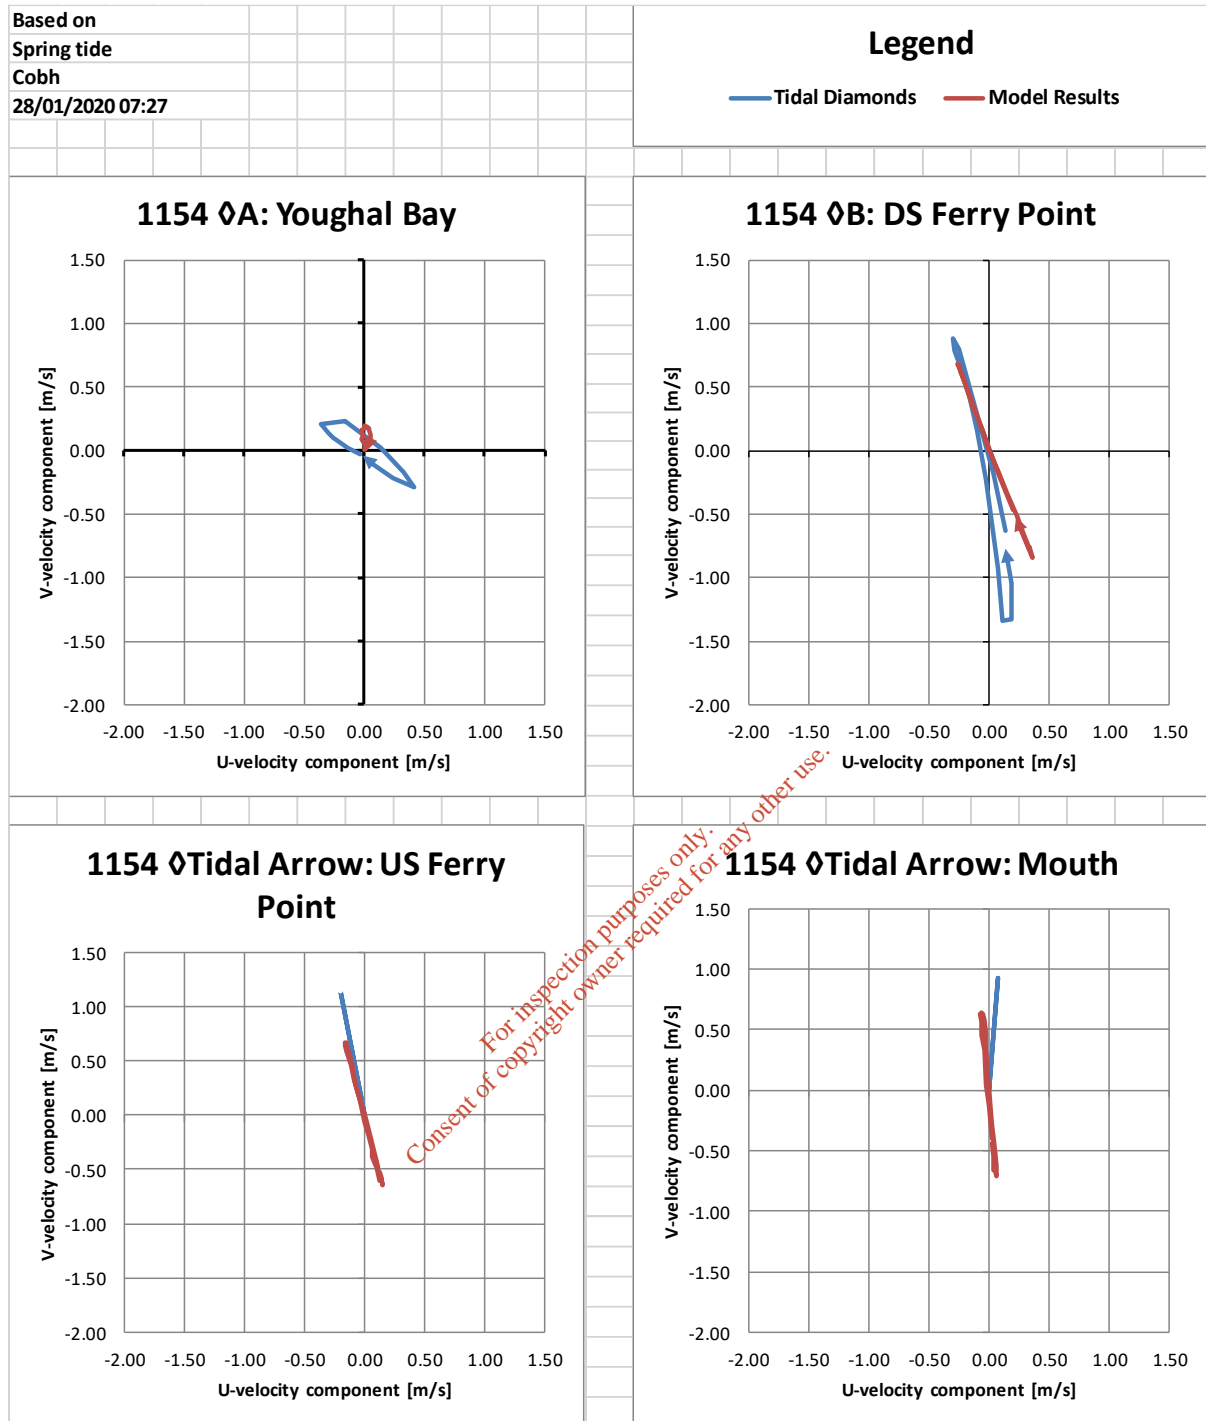 Based on
Spring tide
Cobh
28/01/2020 07:27
Legend
Tidal Diamonds
Model Results
1154 ◊A: Youghal Bay
1.50
1.00
0.50
0.00
-0.50
-1.00
-1.50
-2.00
V-velocity component [m/s]
-2.00 -1.50 -1.00 -0.50 0.00 0.50 1.00 1.50
U-velocity component [m/s]
1154 ◊B: DS Ferry Point
1.50
1.00
0.50
0.00
-0.50
-1.00
-1.50
-2.00
V-velocity component [m/s]
-2.00 -1.50 -1.00 -0.50 0.00 0.50 1.00 1.50
U-velocity component [m/s]
1154 ◊Tidal Arrow: US Ferry
Point
1.50
1.00
0.50
0.00
-0.50
-1.00
-1.50
-2.00
V-velocity component [m/s]
-2.00 -1.50 -1.00 -0.50 0.00 0.50 1.00 1.50
U-velocity component [m/s]
1154 ◊Tidal Arrow: Mouth
1.50
1.00
0.50
0.00
-0.50
-1.00
-1.50
-2.00
V-velocity component [m/s]
-2.00 -1.50 -1.00 -0.50 0.00 0.50 1.00 1.50
U-velocity component [m/s]
For inspection purposes only.
Consent of copyright owner required for any other use.